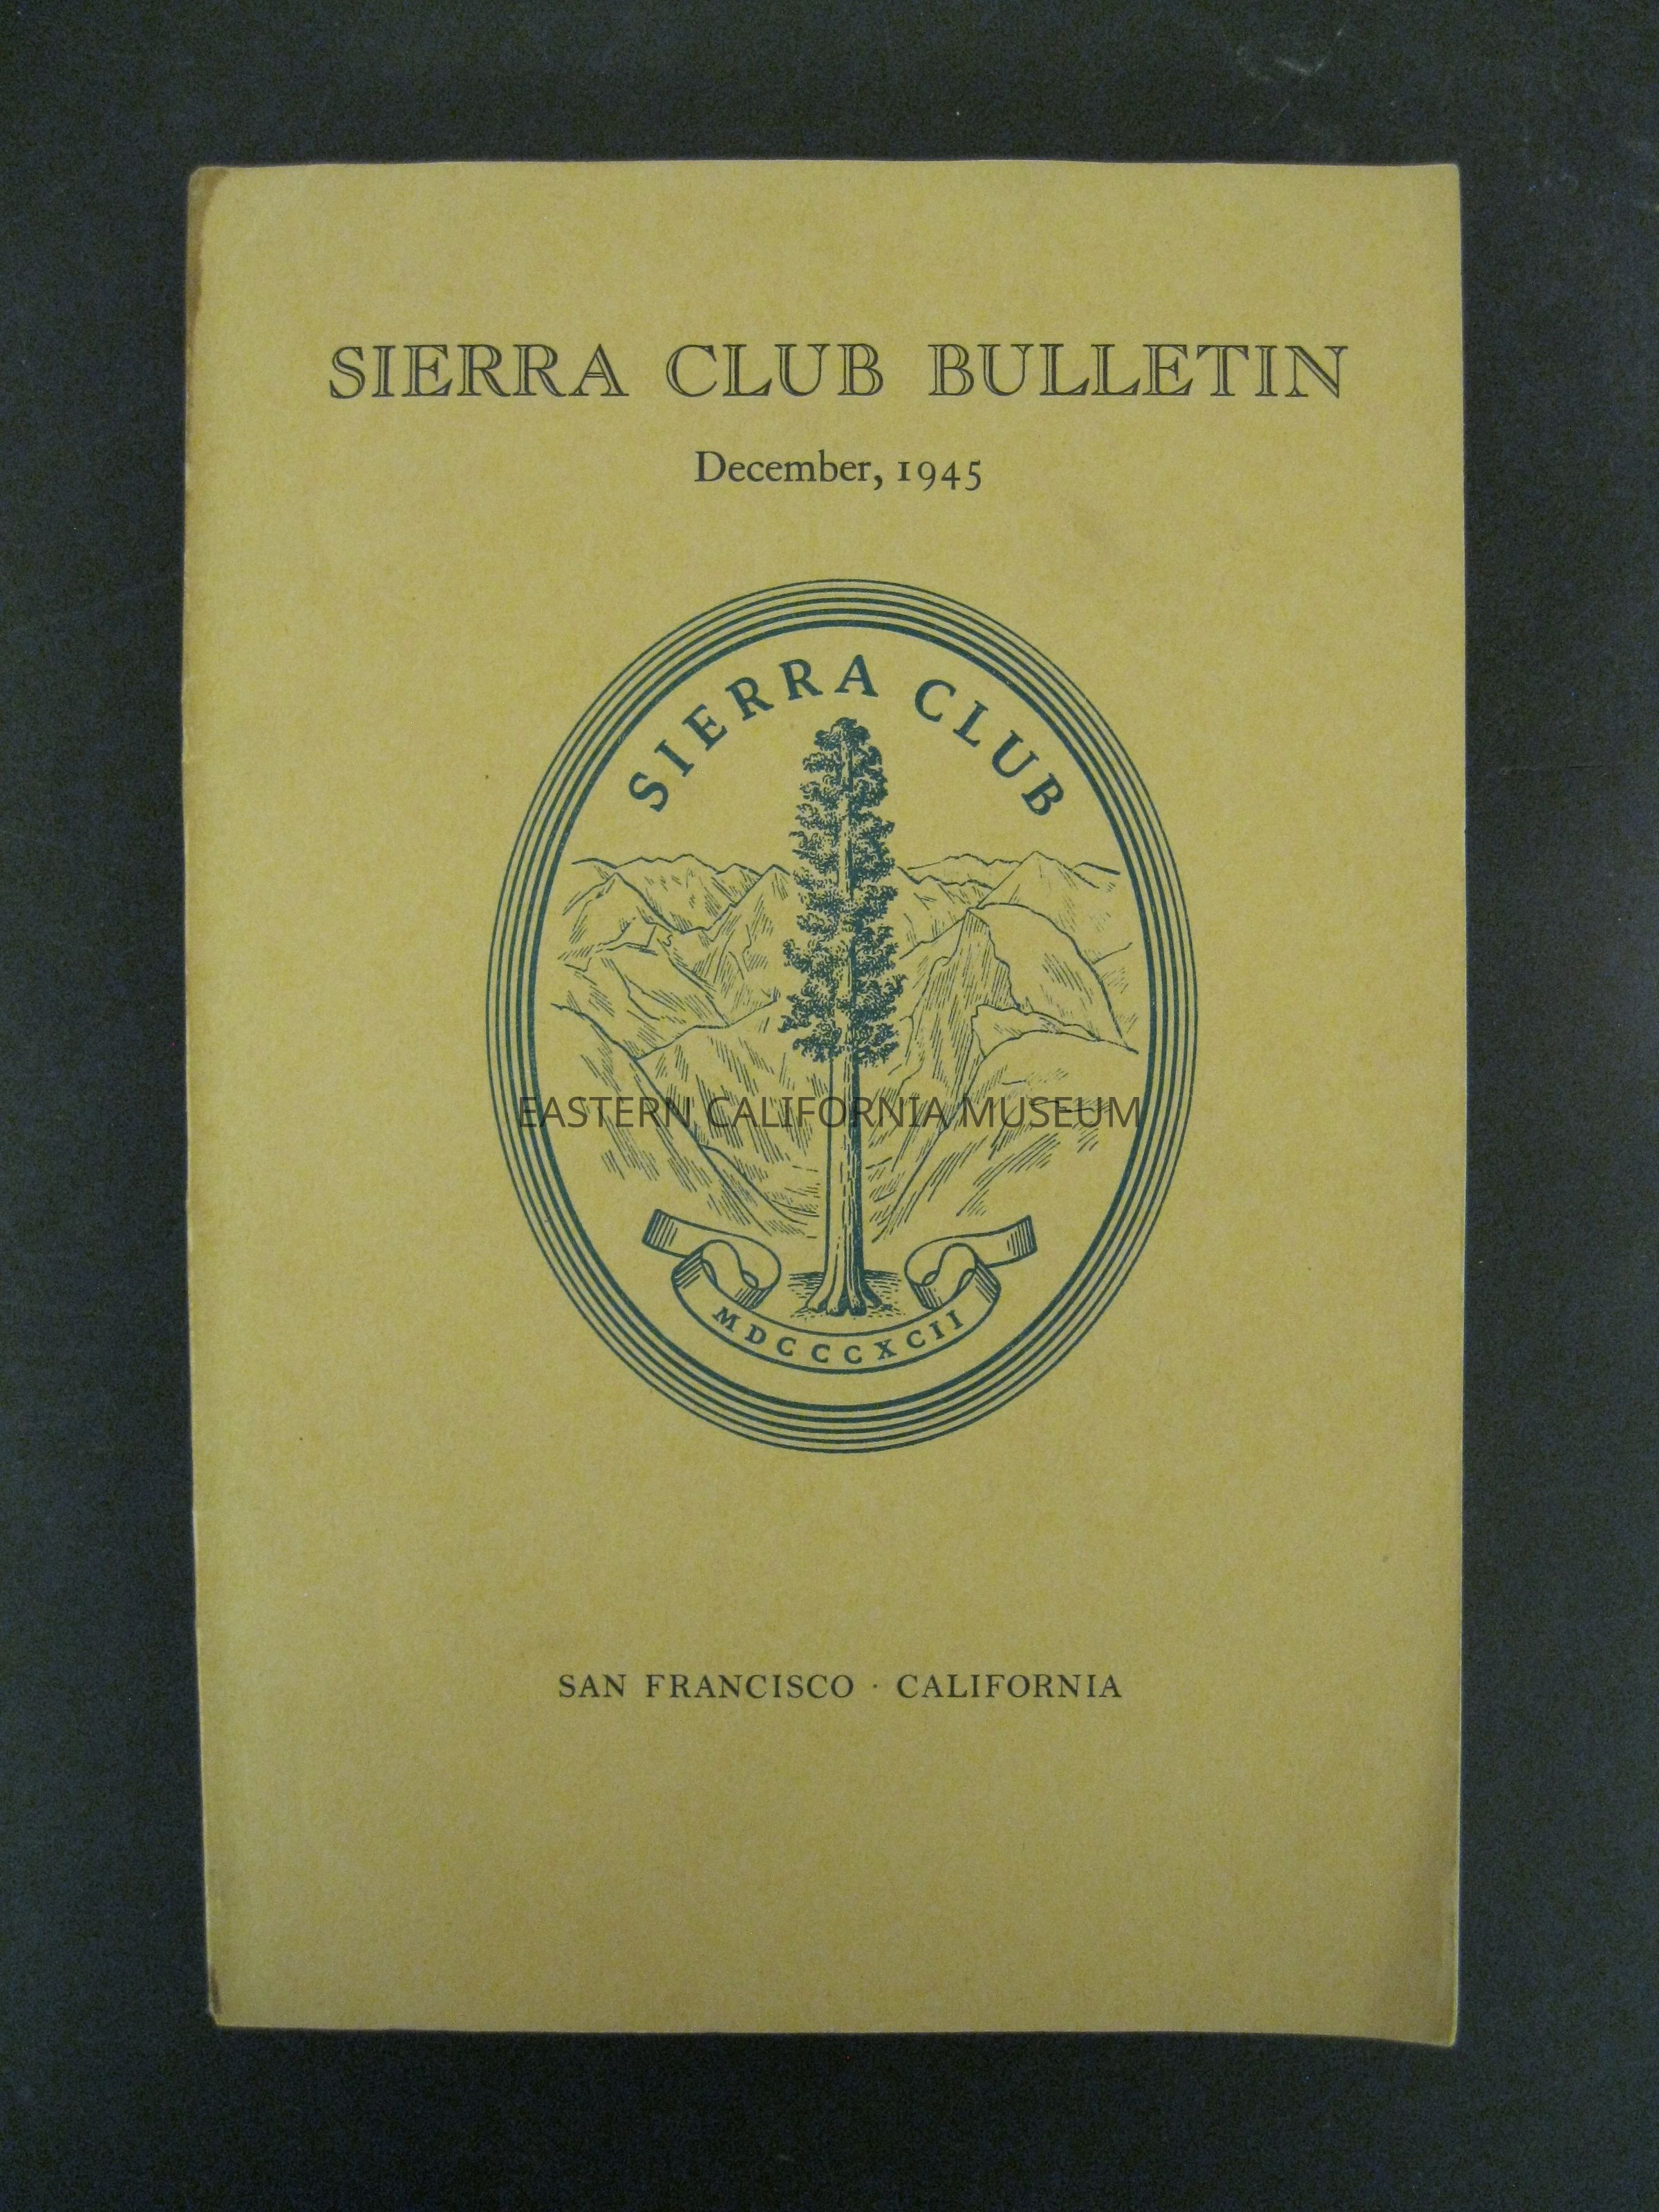 SIERRA CLUB BULLETIN
December, 1945
SIERRA CLUB
EASTERN CALIFORNIA MUSEUM
MDCCCXCII
SAN FRANCISCO · CALIFORNIA